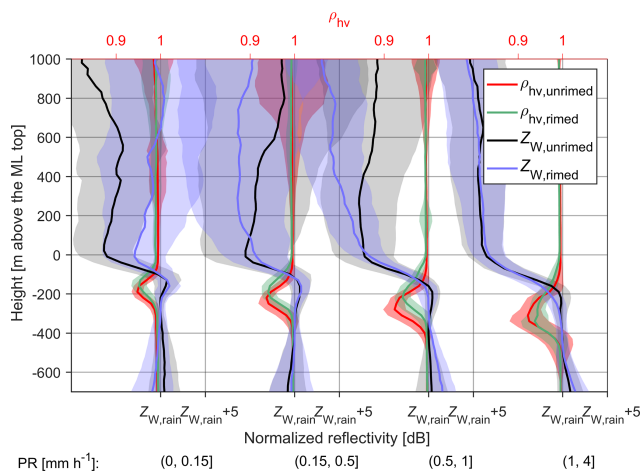 ρhv
0.9 1 0.9 1 0.9 1 0.9 1
1000
800
600
400
200
0
-200
-400
-600
Height [m above the ML top]
ρhv,unrimed
ρhv,rimed
ZW,unrimed
ZW,rimed
ZW,rain ZW,rain+5 ZW,rain ZW,rain+5 ZW,rain ZW,rain+5 ZW,rain ZW,rain+5
Normalized reflectivity [dB]
PR [mm h⁻¹]: (0, 0.15] (0.15, 0.5] (0.5, 1] (1, 4]